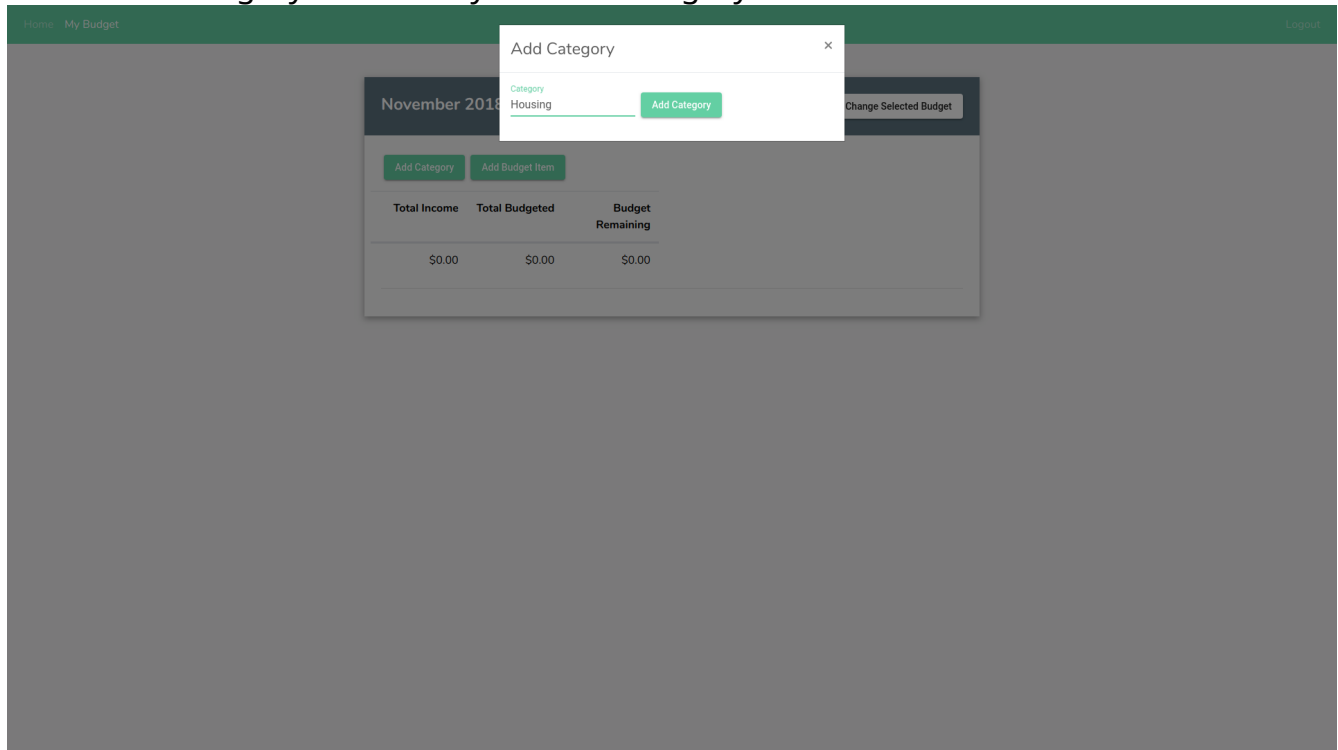 Home My Budget Logout
Add Category ×
Category
Housing Add Category
November 2018 Change Selected Budget
Add Category Add Budget Item
Total Income Total Budgeted Budget Remaining
$0.00 $0.00 $0.00